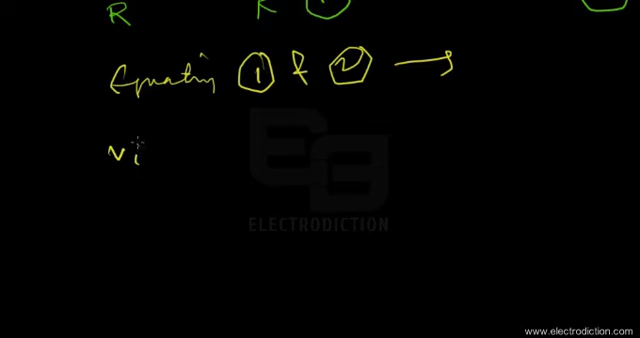 R R 1
Equating 1 & 2 →
Vi
ELECTRODICTION
www.electrodiction.com